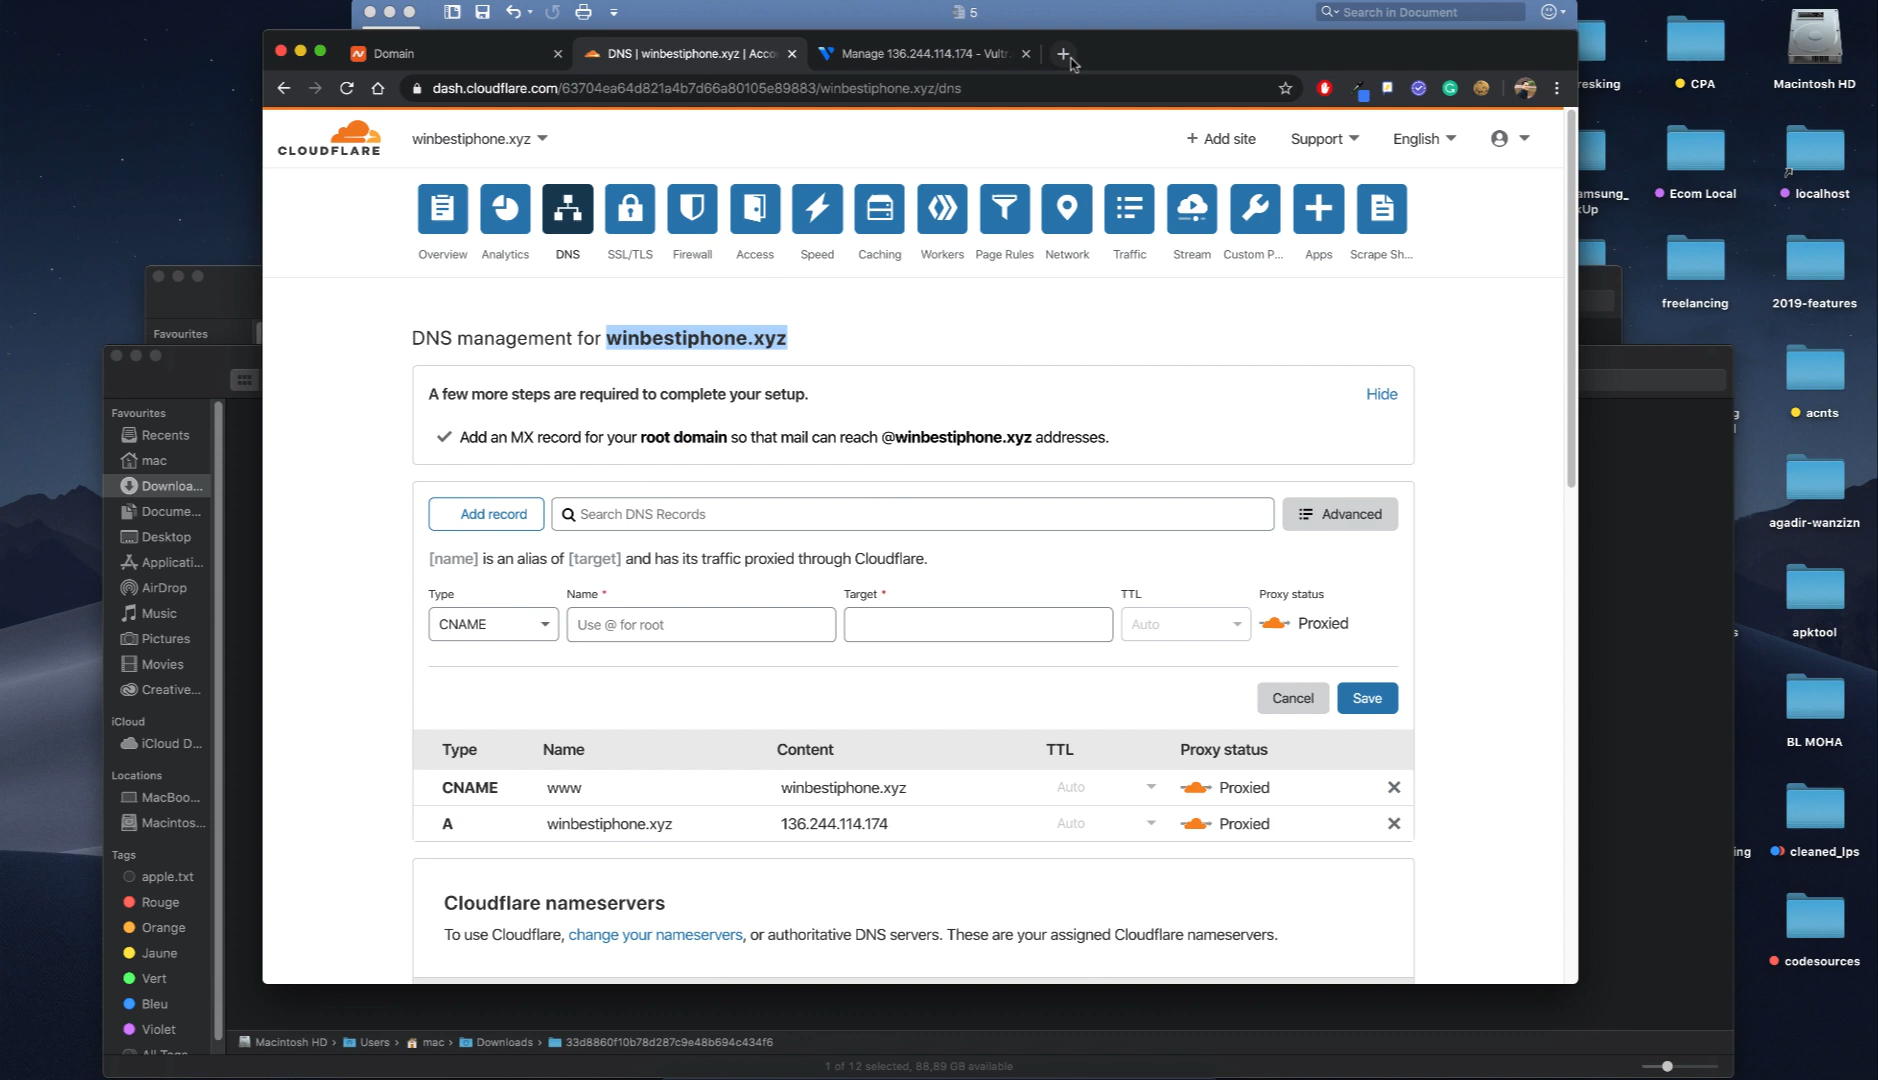 5
Search in Document
Domain
DNS | winbestiphone.xyz | Acco
Manage 136.244.114.174 - Vultr.
dash.cloudflare.com/63704ea64d821a4b7d66a80105e89883/winbestiphone.xyz/dns
CLOUDFLARE
winbestiphone.xyz
+ Add site
Support
English
Overview
Analytics
DNS
SSL/TLS
Firewall
Access
Speed
Caching
Workers
Page Rules
Network
Traffic
Stream
Custom P...
Apps
Scrape Sh...
DNS management for winbestiphone.xyz
A few more steps are required to complete your setup.
Hide
Add an MX record for your root domain so that mail can reach @winbestiphone.xyz addresses.
Add record
Search DNS Records
Advanced
[name] is an alias of [target] and has its traffic proxied through Cloudflare.
Type
Name *
Target *
TTL
Proxy status
CNAME
Use @ for root
Auto
Proxied
Cancel
Save
Type Name Content TTL Proxy status
CNAME www winbestiphone.xyz Auto Proxied
A winbestiphone.xyz 136.244.114.174 Auto Proxied
Cloudflare nameservers
To use Cloudflare, change your nameservers, or authoritative DNS servers. These are your assigned Cloudflare nameservers.
Favourites
Favourites
Recents
mac
Downloa...
Docume...
Desktop
Applicati...
AirDrop
Music
Pictures
Movies
Creative...
iCloud
iCloud D...
Locations
MacBoo...
Macintos...
Tags
apple.txt
Rouge
Orange
Jaune
Vert
Bleu
Violet
All Tags
Macintosh HD › Users › mac › Downloads › 33d8860f10b78d287c9e48b694c434f6
1 of 12 selected, 88,89 GB available
resking
CPA
Macintosh HD
amsung_
kUp
Ecom Local
localhost
freelancing
2019-features
acnts
agadir-wanzizn
apktool
BL MOHA
ing
cleaned_lps
codesources